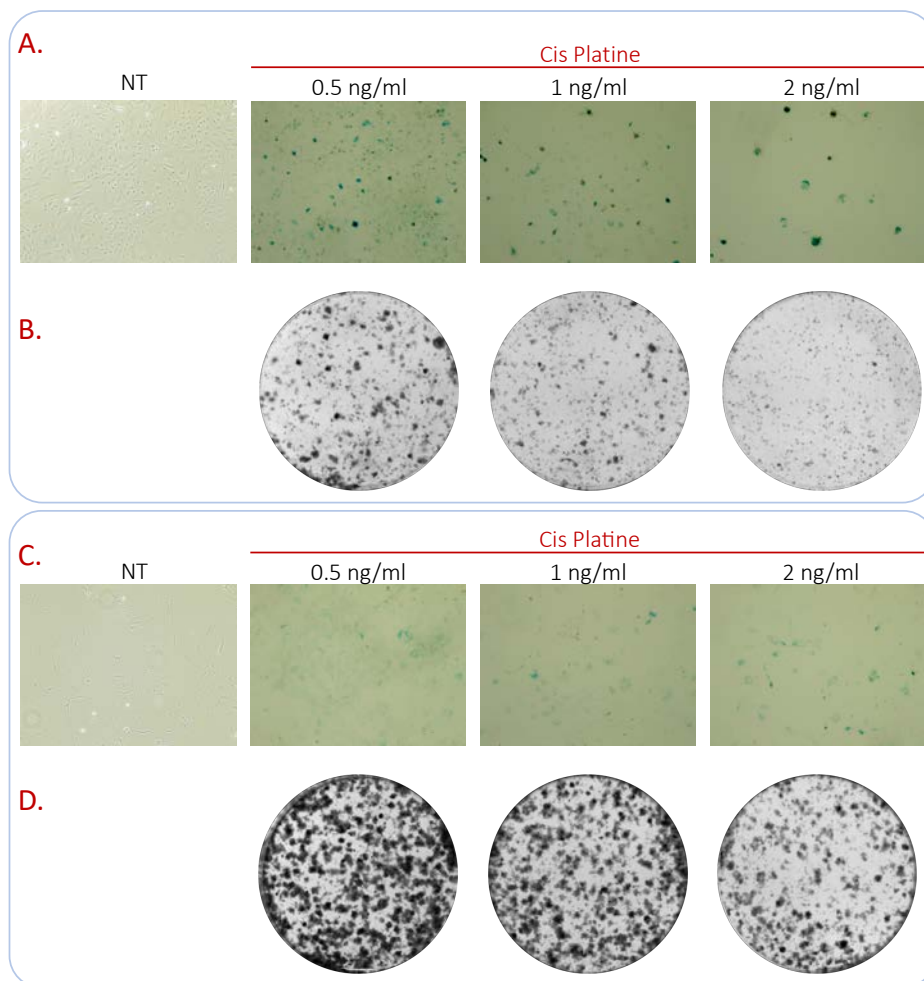 A.
Cis Platine
NT
0.5 ng/ml
1 ng/ml
2 ng/ml
B.
C.
Cis Platine
NT
0.5 ng/ml
1 ng/ml
2 ng/ml
D.